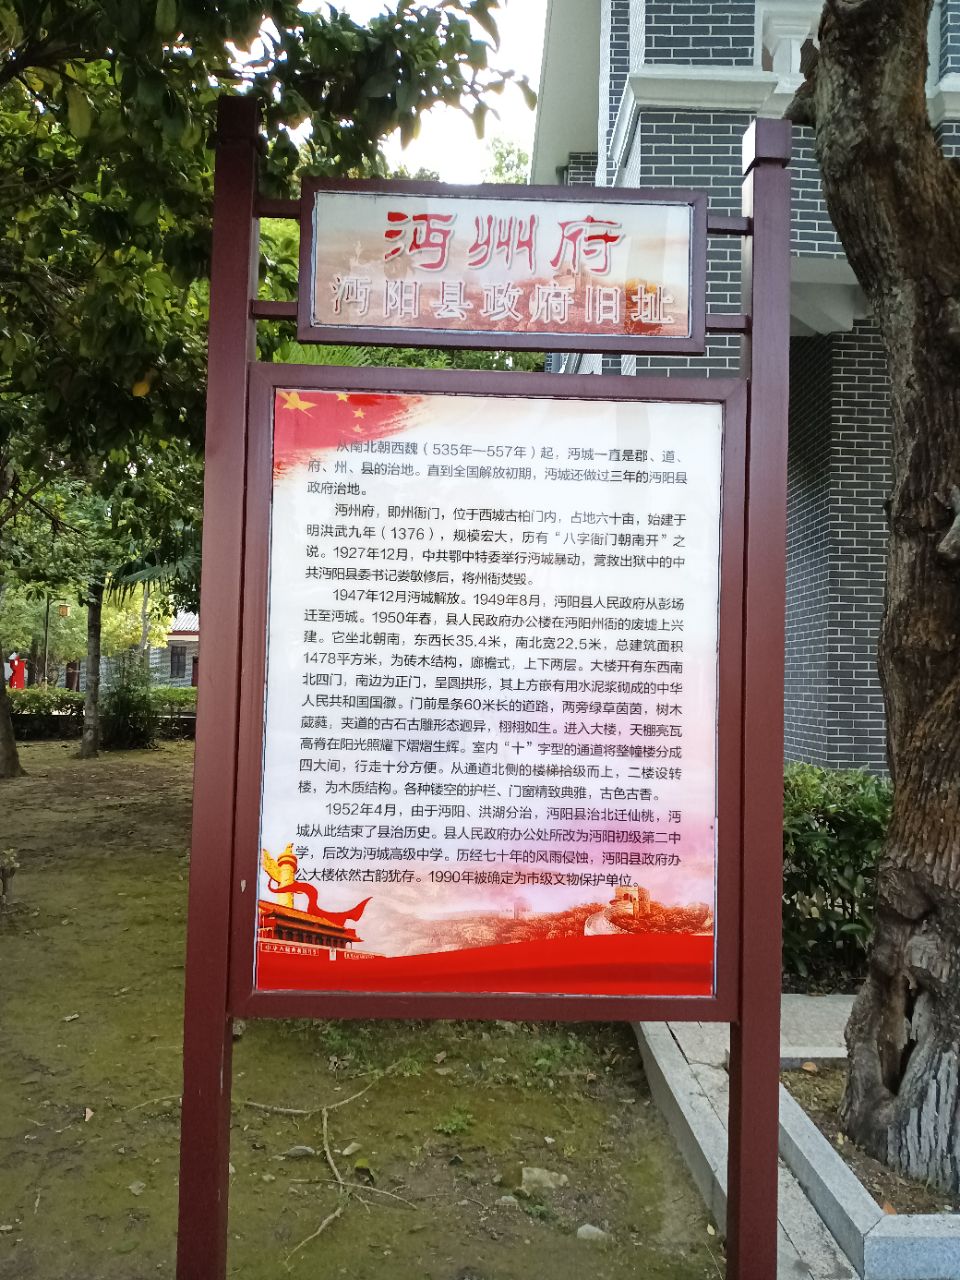 沔州府
沔阳县政府旧址
从南北朝西魏（535年—557年）起，沔城一直是郡、道、
府、州、县的治地。直到全国解放初期，沔城还做过三年的沔阳县
政府治地。
沔州府，即州衙门，位于西城古柏门内，占地六十亩，始建于
明洪武九年（1376），规模宏大，历有“八字衙门朝南开”之
说。1927年12月，中共鄂中特委举行沔城暴动，营救出狱中的中
共沔阳县委书记娄敏修后，将州衙焚毁。
1947年12月沔城解放。1949年8月，沔阳县人民政府从彭场
迁至沔城。1950年春，县人民政府办公楼在沔阳州衙的废墟上兴
建。它坐北朝南，东西长35.4米，南北宽22.5米，总建筑面积
1478平方米，为砖木结构，廊檐式，上下两层。大楼开有东西南
北四门，南边为正门，呈圆拱形，其上方嵌有用水泥浆砌成的中华
人民共和国国徽。门前是条60米长的道路，两旁绿草茵茵，树木
葳蕤，夹道的古石古雕形态迥异，栩栩如生。进入大楼，天棚亮瓦
高脊在阳光照耀下熠熠生辉。室内“十”字型的通道将整幢楼分成
四大间，行走十分方便。从通道北侧的楼梯拾级而上，二楼设转
楼，为木质结构。各种镂空的护栏、门窗精致典雅，古色古香。
1952年4月，由于沔阳、洪湖分治，沔阳县治北迁仙桃，沔
城从此结束了县治历史。县人民政府办公处所改为沔阳初级第二中
学，后改为沔城高级中学。历经七十年的风雨侵蚀，沔阳县政府办
公大楼依然古韵犹存。1990年被确定为市级文物保护单位。